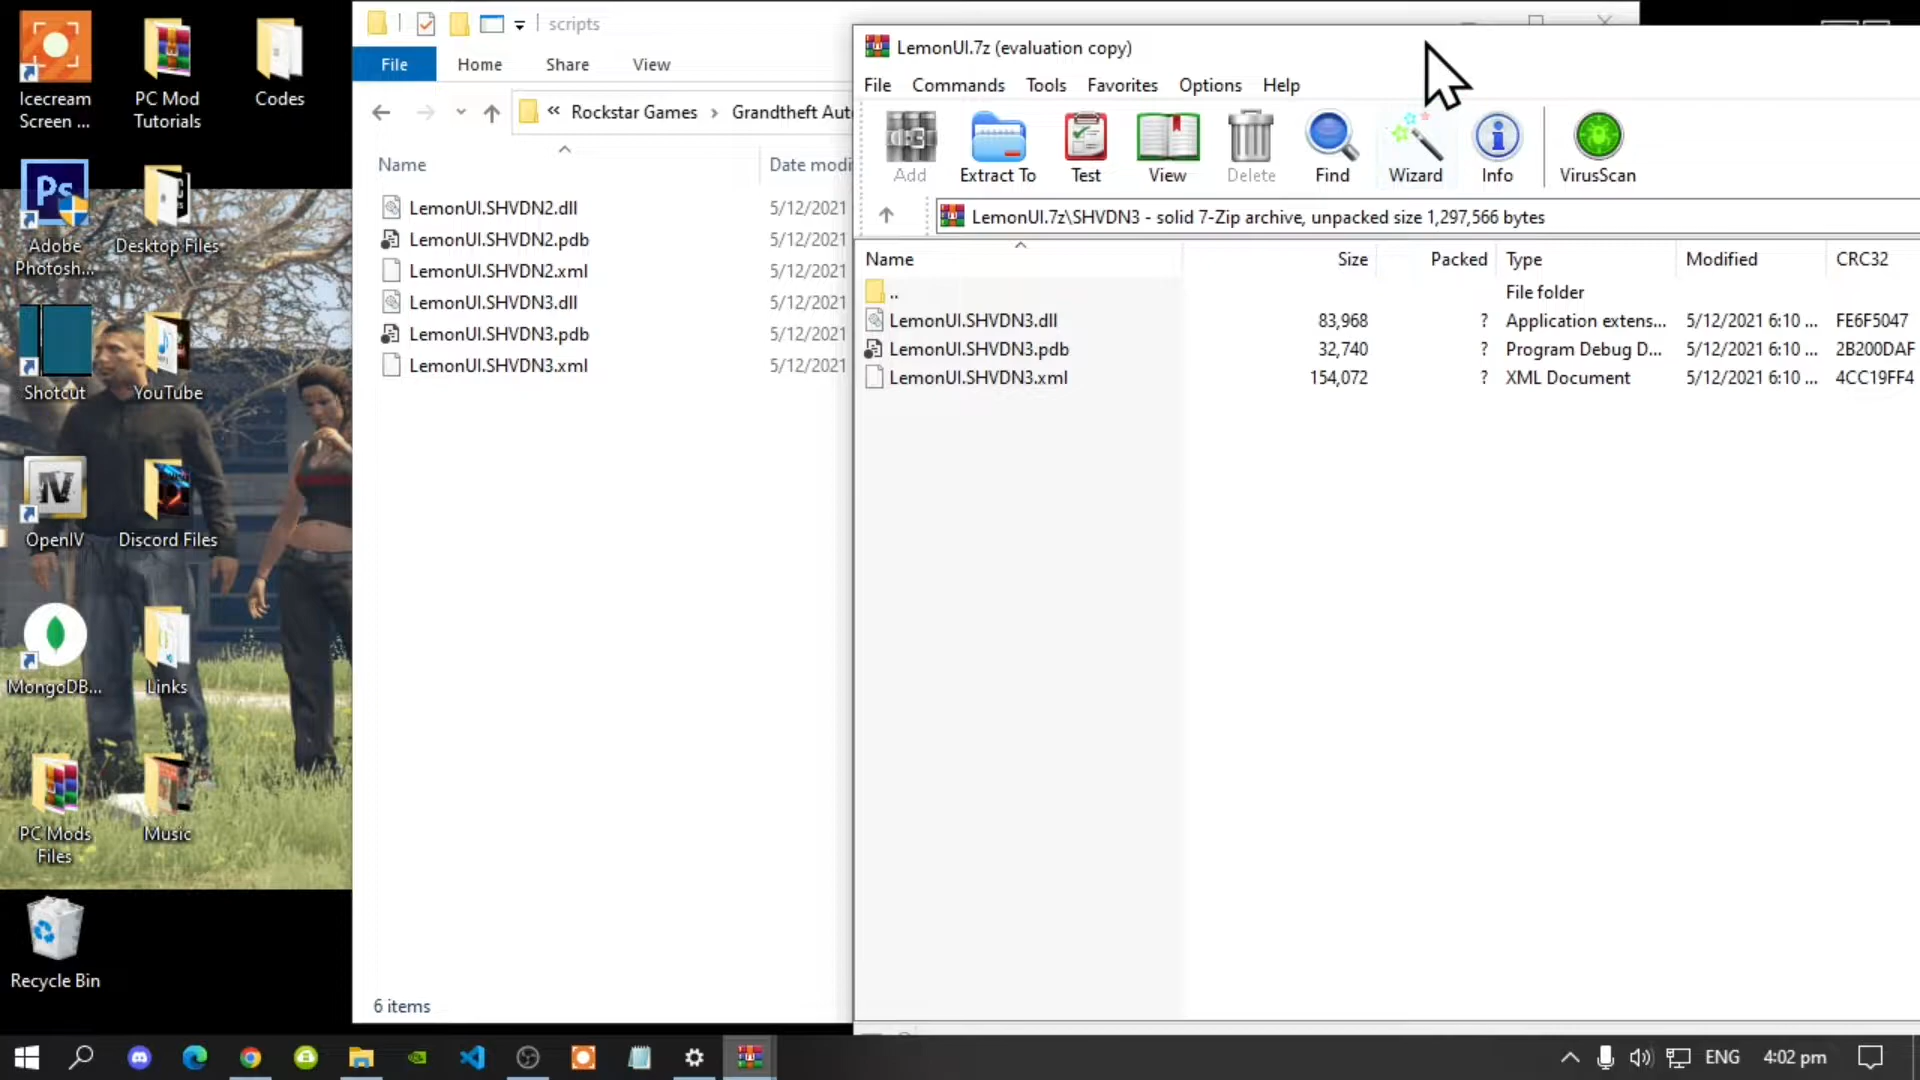 Icecream
Screen ...
PC Mod
Tutorials
Codes
Ps
Adobe
Photosh...
Desktop Files
Shotcut
YouTube
IV
OpenIV
Discord Files
MongoDB...
Links
PC Mods
Files
Music
Recycle Bin
scripts
File Home Share View
« Rockstar Games › Grandtheft Aut
Name Date modi
LemonUI.SHVDN2.dll 5/12/2021
LemonUI.SHVDN2.pdb 5/12/2021
LemonUI.SHVDN2.xml 5/12/2021
LemonUI.SHVDN3.dll 5/12/2021
LemonUI.SHVDN3.pdb 5/12/2021
LemonUI.SHVDN3.xml 5/12/2021
6 items
LemonUI.7z (evaluation copy)
File Commands Tools Favorites Options Help
Add Extract To Test View Delete Find Wizard Info VirusScan
LemonUI.7z\SHVDN3 - solid 7-Zip archive, unpacked size 1,297,566 bytes
Name Size Packed Type Modified CRC32
.. File folder
LemonUI.SHVDN3.dll 83,968 ? Application extens... 5/12/2021 6:10 ... FE6F5047
LemonUI.SHVDN3.pdb 32,740 ? Program Debug D... 5/12/2021 6:10 ... 2B200DAF
LemonUI.SHVDN3.xml 154,072 ? XML Document 5/12/2021 6:10 ... 4CC19FF4
ENG 4:02 pm